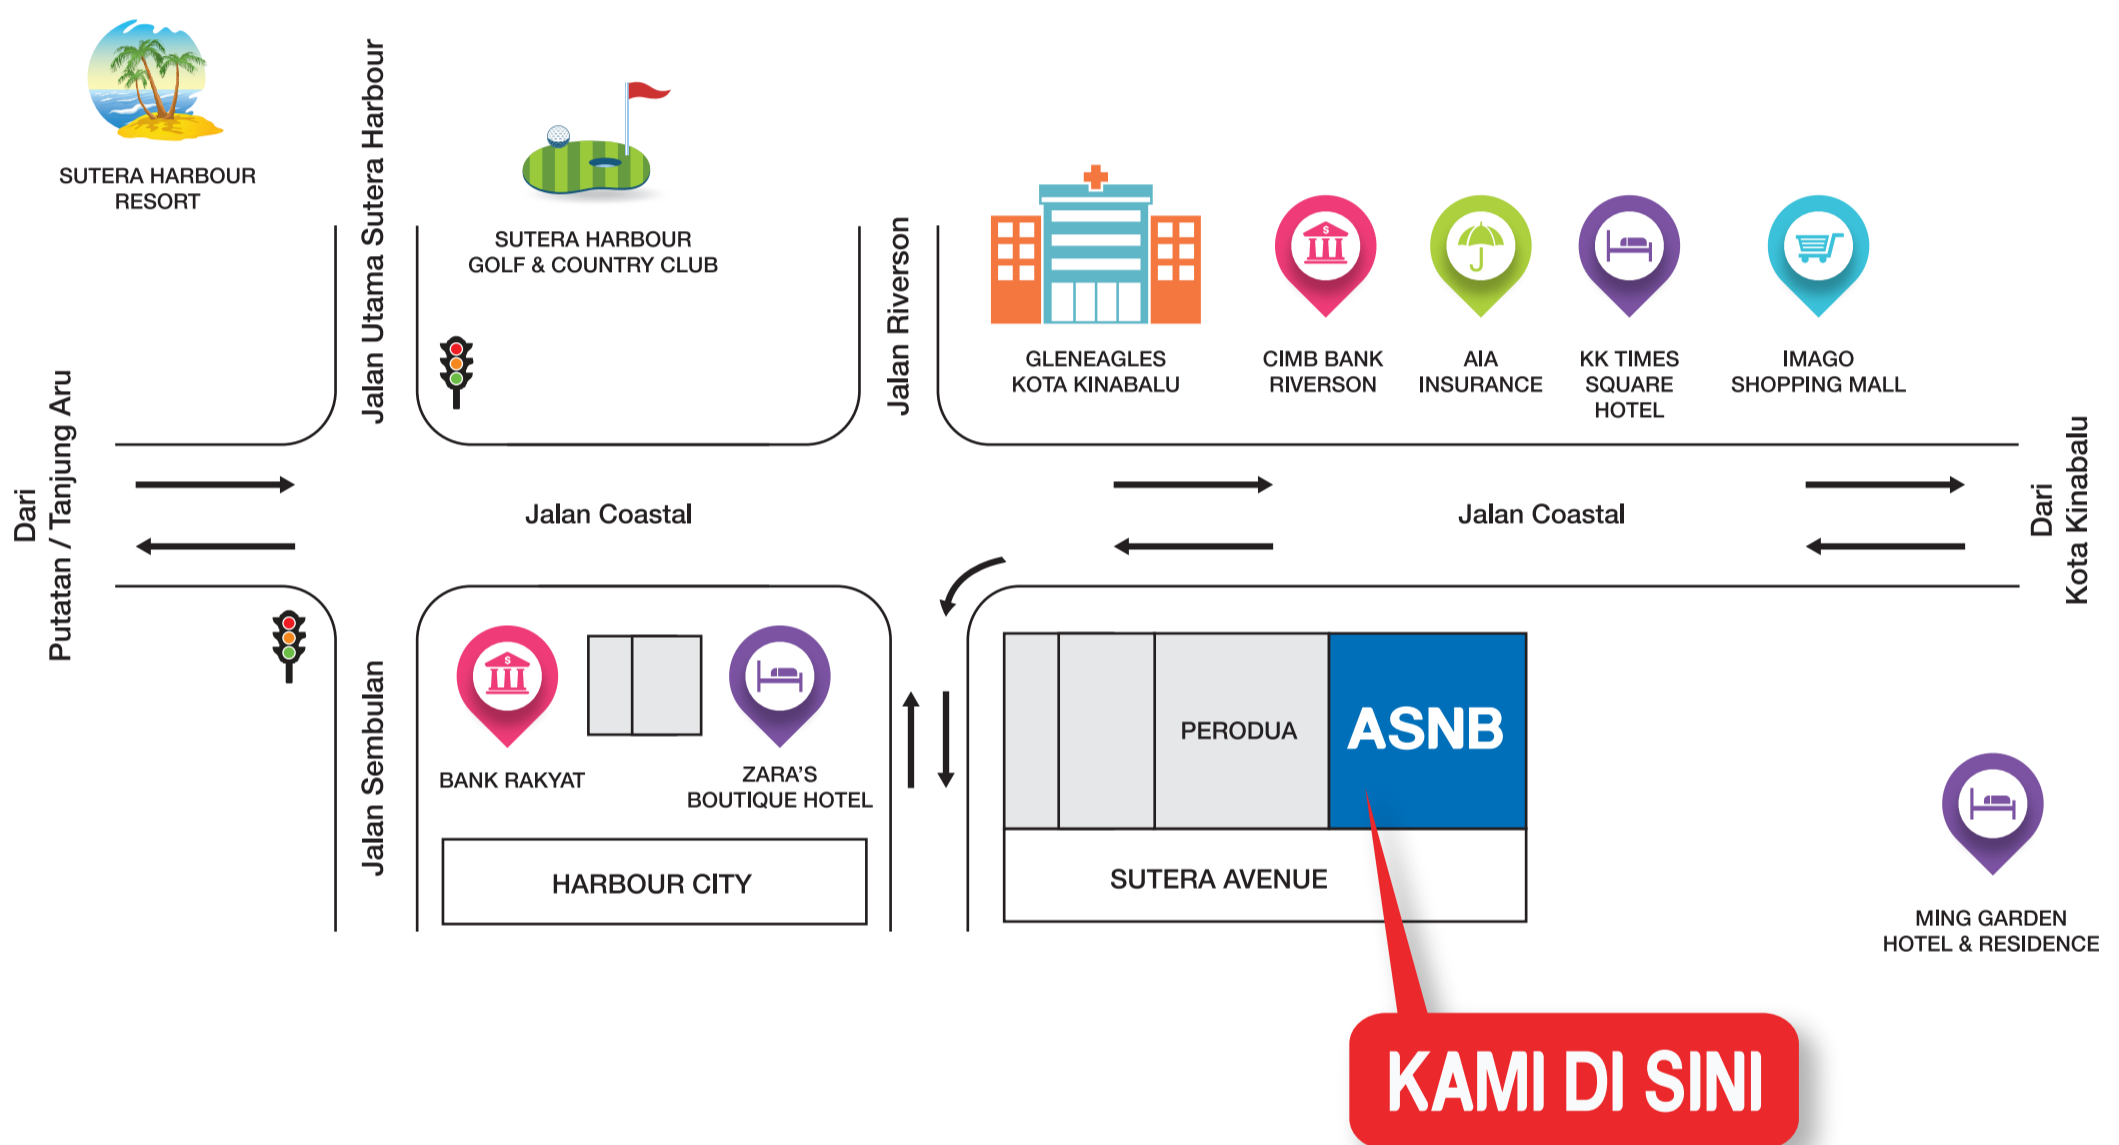 SUTERA HARBOUR
RESORT
Jalan Utama Sutera Harbour
SUTERA HARBOUR
GOLF & COUNTRY CLUB
Jalan Riverson
GLENEAGLES
KOTA KINABALU
CIMB BANK
RIVERSON
AIA
INSURANCE
KK TIMES
SQUARE
HOTEL
IMAGO
SHOPPING MALL
Dari
Putatan / Tanjung Aru
Jalan Coastal
Jalan Coastal
Dari
Kota Kinabalu
Jalan Sembulan
$
$
BANK RAKYAT
ZARA'S
BOUTIQUE HOTEL
HARBOUR CITY
PERODUA
ASNB
SUTERA AVENUE
MING GARDEN
HOTEL & RESIDENCE
KAMI DI SINI